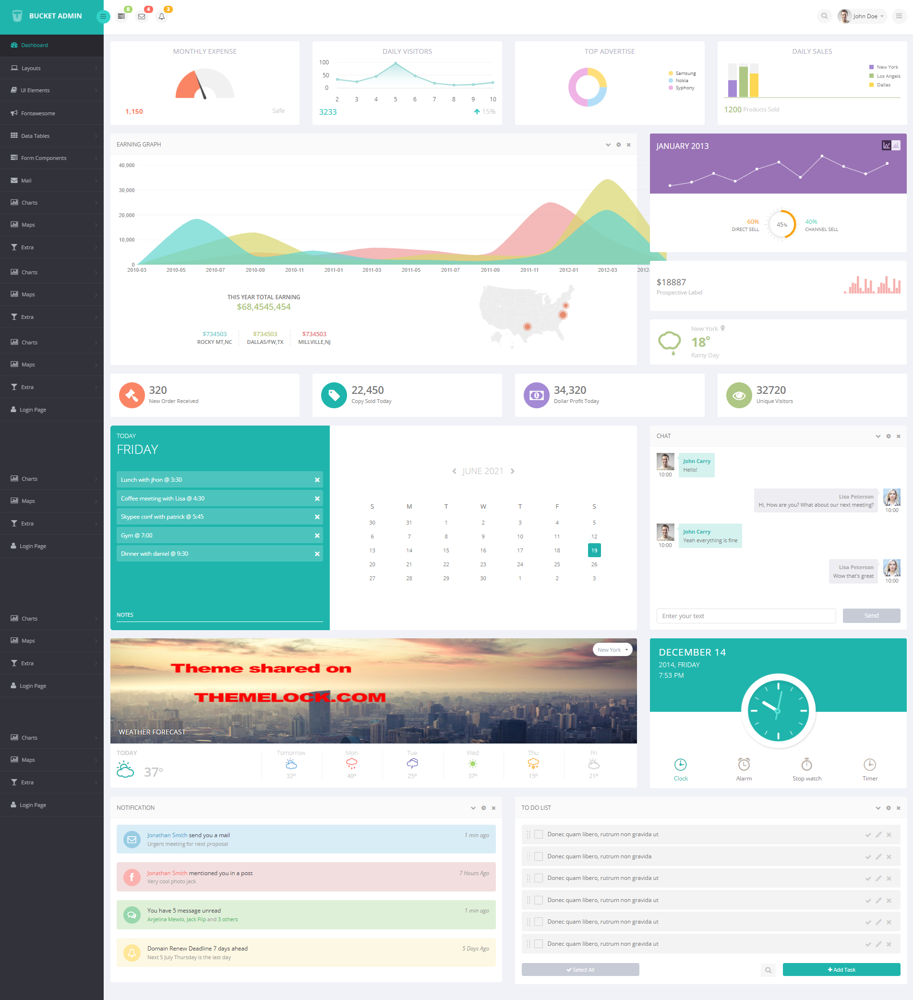 BUCKET ADMIN
8
4
3
John Doe
Dashboard
Layouts
UI Elements
Fontawesome
Data Tables
Form Components
Mail
Charts
Maps
Extra
Charts
Maps
Extra
Charts
Maps
Extra
Login Page
Charts
Maps
Extra
Login Page
Charts
Maps
Extra
Login Page
Charts
Maps
Extra
Login Page
MONTHLY EXPENSE
1,150
Safe
DAILY VISITORS
100
50
0
2 3 4 5 6 7 8 9 10
3233
15%
TOP ADVERTISE
Samsung
Nokia
Syphony
DAILY SALES
New York
Los Angels
Dallas
1200 Products Sold
EARNING GRAPH
40,000
30,000
20,000
10,000
0
2010-03 2010-05 2010-07 2010-09 2010-11 2011-01 2011-03 2011-05 2011-07 2011-09 2011-11 2012-01 2012-03 2012-
THIS YEAR TOTAL EARNING
$68,4545,454
$734503
ROCKY MT,NC
$734503
DALLAS/FW,TX
$734503
MILLVILLE,NJ
JANUARY 2013
60%
DIRECT SELL
45%
40%
CHANNEL SELL
$18887
Prospective Label
New York
18°
Rainy Day
320
New Order Received
22,450
Copy Sold Today
34,320
Dollar Profit Today
32720
Unique Visitors
TODAY
FRIDAY
Lunch with jhon @ 3:30
Coffee meeting with Lisa @ 4:30
Skypee conf with patrick @ 5:45
Gym @ 7:00
Dinner with daniel @ 9:30
NOTES
JUNE 2021
S M T W T F S
30 31 1 2 3 4 5
6 7 8 9 10 11 12
13 14 15 16 17 18 19
20 21 22 23 24 25 26
27 28 29 30 1 2 3
CHAT
John Carry
Hello!
10:00
Lisa Peterson
Hi, How are you? What about our next meeting?
10:00
John Carry
Yeah everything is fine
10:00
Lisa Peterson
Wow that's great
10:00
Enter your text
Send
New York
Theme shared on
THEMELOCK.COM
WEATHER FORECAST
TODAY
37°
Tomorrow
32°
Mon
40°
Tue
25°
Wed
37°
Thu
15°
Fri
21°
DECEMBER 14
2014, FRIDAY
7:53 PM
Clock
Alarm
Stop watch
Timer
NOTIFICATION
Jonathan Smith send you a mail
1 min ago
Urgent meeting for next proposal
Jonathan Smith mentioned you in a post
7 Hours Ago
Very cool photo jack
You have 5 message unread
1 min ago
Anjelina Mewlo, Jack Flip and 3 others
Domain Renew Deadline 7 days ahead
5 Days Ago
Next 5 July Thursday is the last day
TO DO LIST
Donec quam libero, rutrum non gravida ut
Donec quam libero, rutrum non gravida
Donec quam libero, rutrum non gravida ut
Donec quam libero, rutrum non gravida ut
Donec quam libero, rutrum non gravida ut
Donec quam libero, rutrum non gravida ut
Select All
Add Task